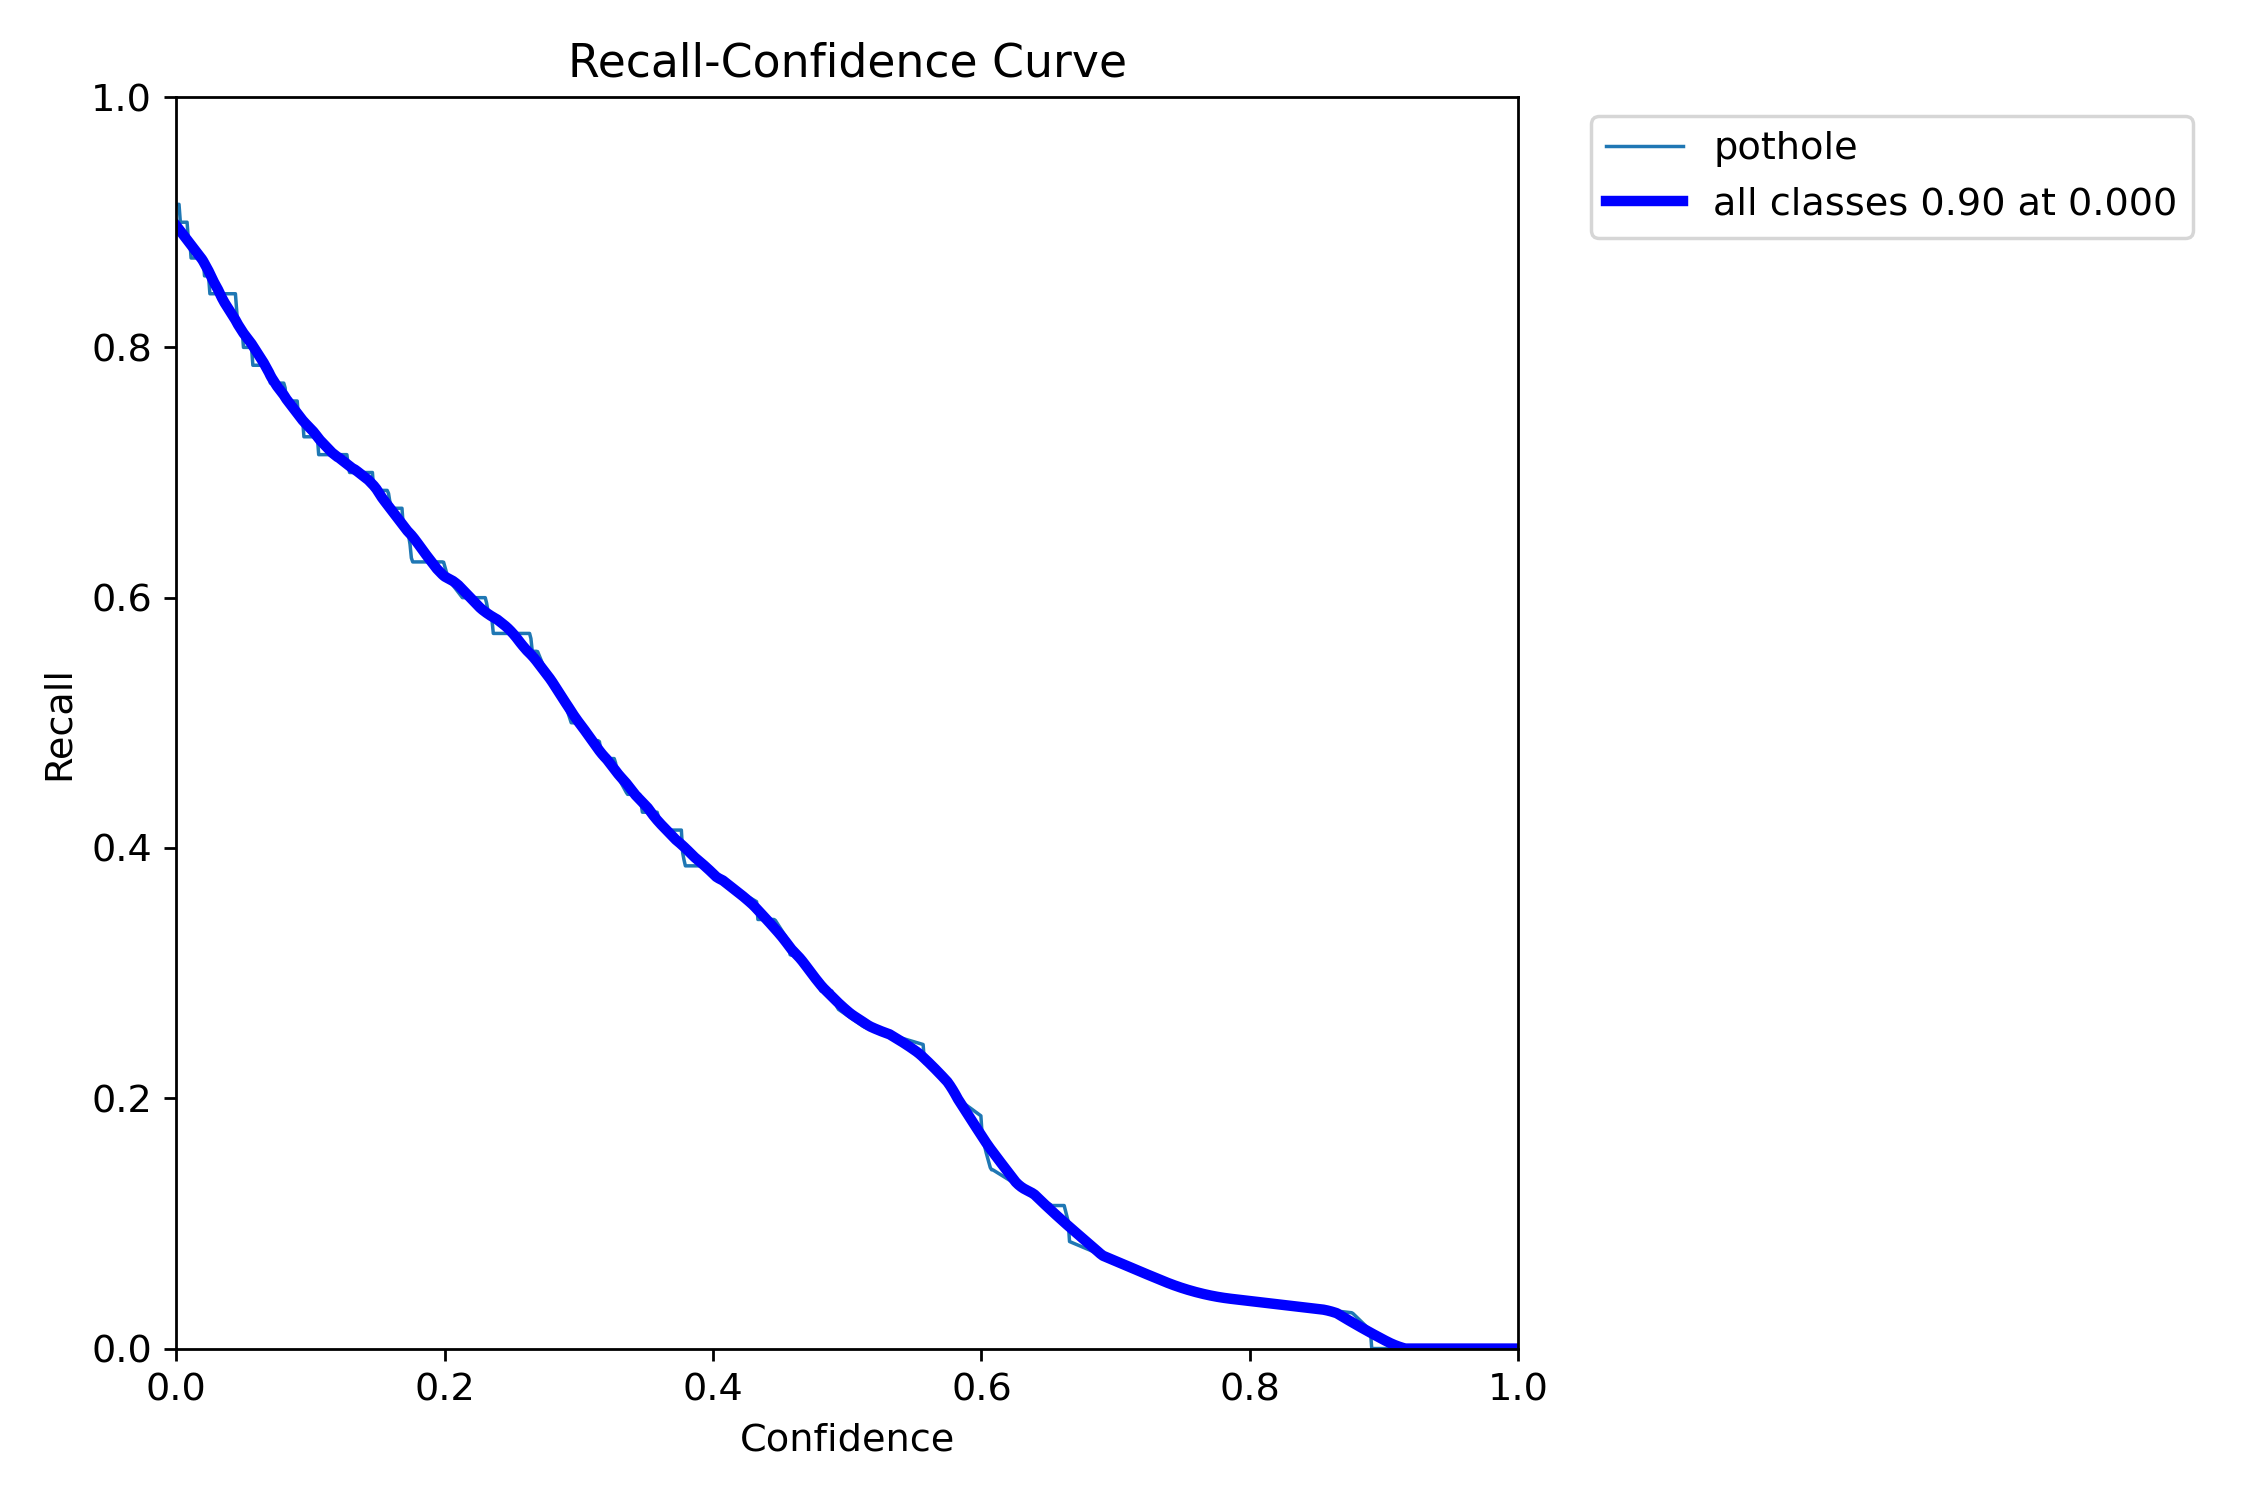 Recall-Confidence Curve
1.0
0.8
0.6
0.4
0.2
0.0
Recall
0.0 0.2 0.4 0.6 0.8 1.0
Confidence
pothole
all classes 0.90 at 0.000